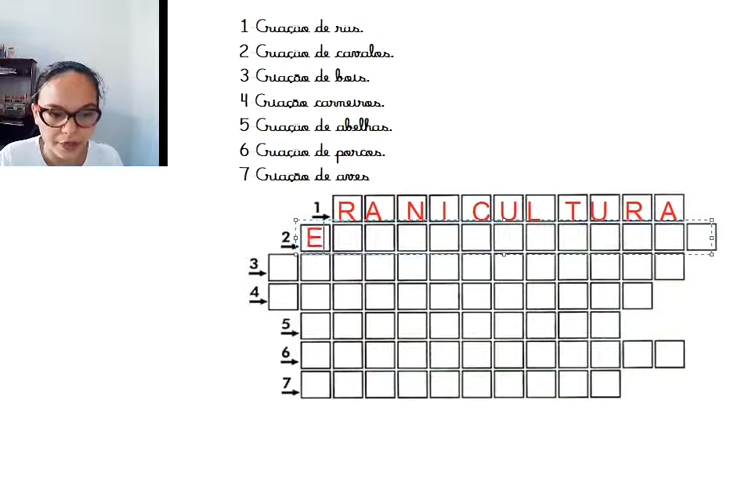 1 Criação de rãs.
2 Criação de cavalos.
3 Criação de bois.
4 Criação carneiros.
5 Criação de abelhas.
6 Criação de porcos.
7 Criação de aves
1 RANICULTURA
2 E
3
4
5
6
7